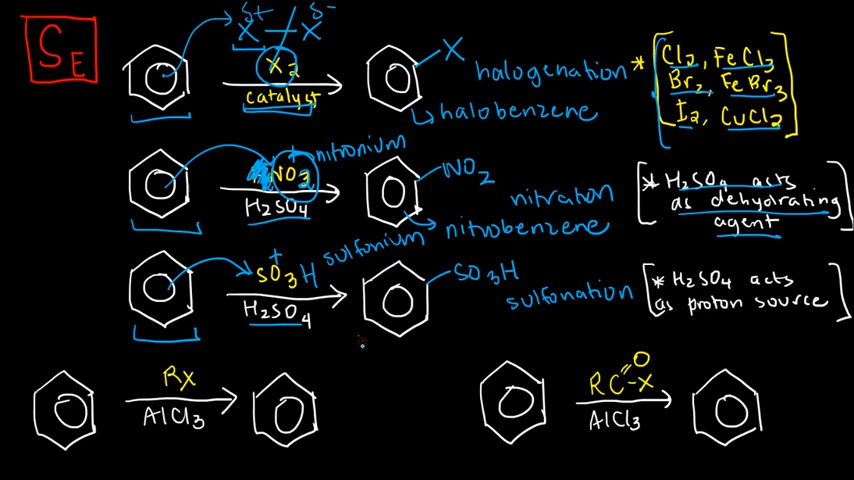 SE
δ+ δ-
X — X
X2
catalyst
X
halogenation
halobenzene
* Cl2, FeCl3
Br2, FeBr3
I2, CuCl2
NO2 + nitronium
H2SO4
NO2
nitration
nitrobenzene
* H2SO4 acts
as dehydrating
agent
+ sulfonium
SO3H
H2SO4
SO3H
sulfonation
* H2SO4 acts
as proton source
RX
AlCl3
O
RC-X
AlCl3